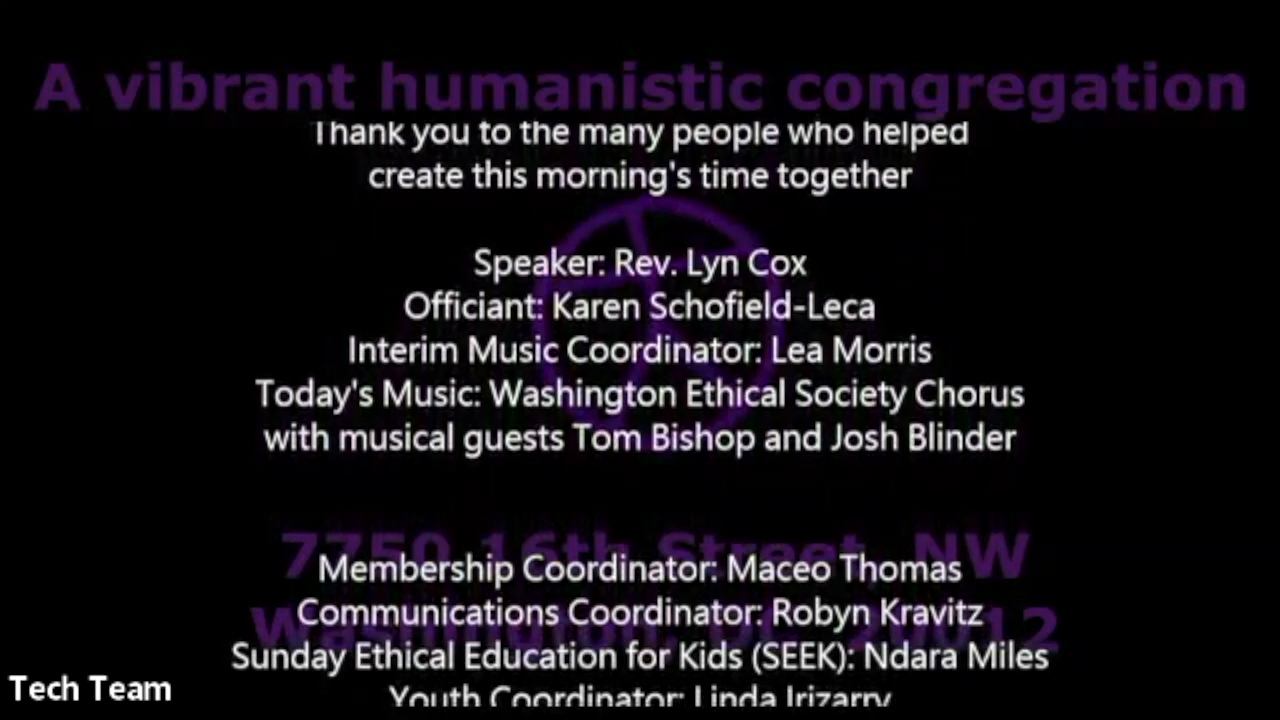 A vibrant humanistic congregation
Thank you to the many people who helped
create this morning's time together
Speaker: Rev. Lyn Cox
Officiant: Karen Schofield-Leca
Interim Music Coordinator: Lea Morris
Today's Music: Washington Ethical Society Chorus
with musical guests Tom Bishop and Josh Blinder
7750 16th Street, NW
Membership Coordinator: Maceo Thomas
Communications Coordinator: Robyn Kravitz
Washington, DC 20012
Sunday Ethical Education for Kids (SEEK): Ndara Miles
Tech Team
Youth Coordinator: Linda Irizarry